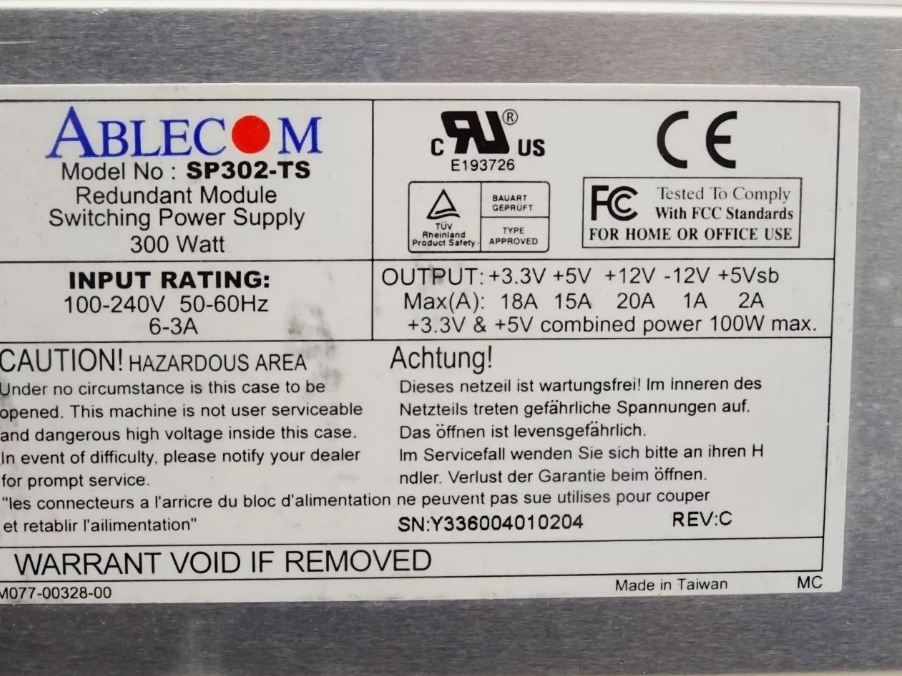 ABLECOM
Model No : SP302-TS
Redundant Module
Switching Power Supply
300 Watt
c RU ® US
E193726
TÜV
Rheinland
Product Safety
BAUART
GEPRÜFT
TYPE
APPROVED
CE
FC Tested To Comply
With FCC Standards
FOR HOME OR OFFICE USE
INPUT RATING:
100-240V 50-60Hz
6-3A
OUTPUT: +3.3V +5V +12V -12V +5Vsb
Max(A): 18A 15A 20A 1A 2A
+3.3V & +5V combined power 100W max.
CAUTION! HAZARDOUS AREA
Under no circumstance is this case to be
opened. This machine is not user serviceable
and dangerous high voltage inside this case.
In event of difficulty, please notify your dealer
for prompt service.
Achtung!
Dieses netzeil ist wartungsfrei! Im inneren des
Netzteils treten gefährliche Spannungen auf.
Das öffnen ist levensgefährlich.
Im Servicefall wenden Sie sich bitte an ihren H
ndler. Verlust der Garantie beim öffnen.
"les connecteurs a l'arricre du bloc d'alimentation ne peuvent pas sue utilises pour couper
et retablir l'ailimentation"
SN:Y336004010204 REV:C
WARRANT VOID IF REMOVED
M077-00328-00
Made in Taiwan MC